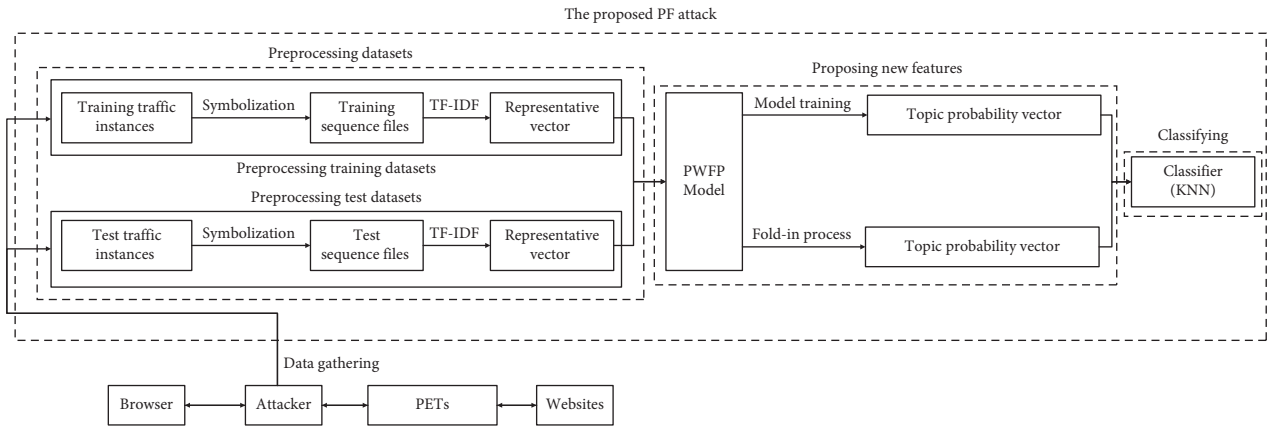 The proposed PF attack
Preprocessing datasets
Training traffic
instances
Symbolization
Training
sequence files
TF-IDF
Representative
vector
Preprocessing training datasets
Preprocessing test datasets
Test traffic
instances
Symbolization
Test
sequence files
TF-IDF
Representative
vector
Proposing new features
PWFP
Model
Model training
Topic probability vector
Fold-in process
Topic probability vector
Classifying
Classifier
(KNN)
Data gathering
Browser
Attacker
PETs
Websites